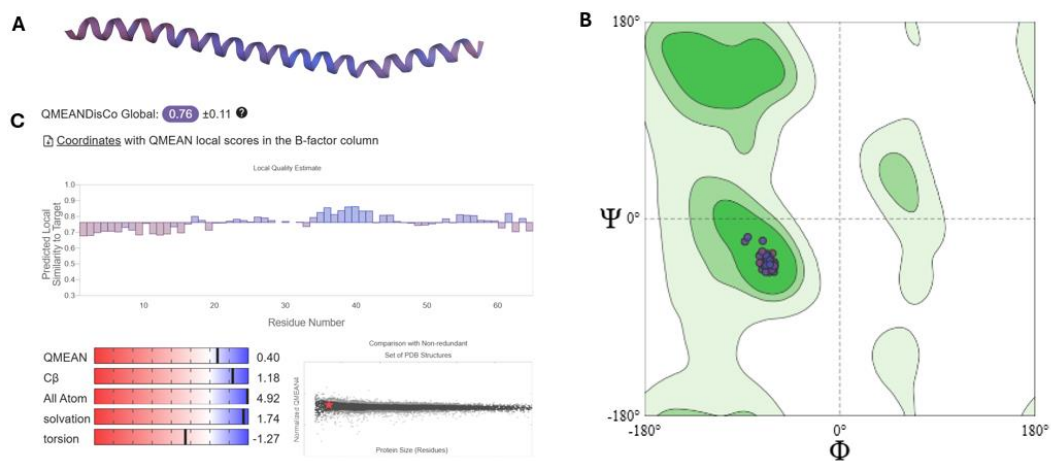 A
QMEANDisCo Global: 0.76 ±0.11 ?
C
Coordinates with QMEAN local scores in the B-factor column
Local Quality Estimate
Predicted Local
Similarity to Target
1.0
0.9
0.8
0.7
0.6
0.5
0.4
0.3
10 20 30 40 50 60
Residue Number
QMEAN 0.40
Cβ 1.18
All Atom 4.92
solvation 1.74
torsion -1.27
Comparison with Non-redundant
Set of PDB Structures
Normalized QMEAN4
Protein Size (Residues)
B
180°
Ψ 0°
-180°
-180° 0° 180°
Φ